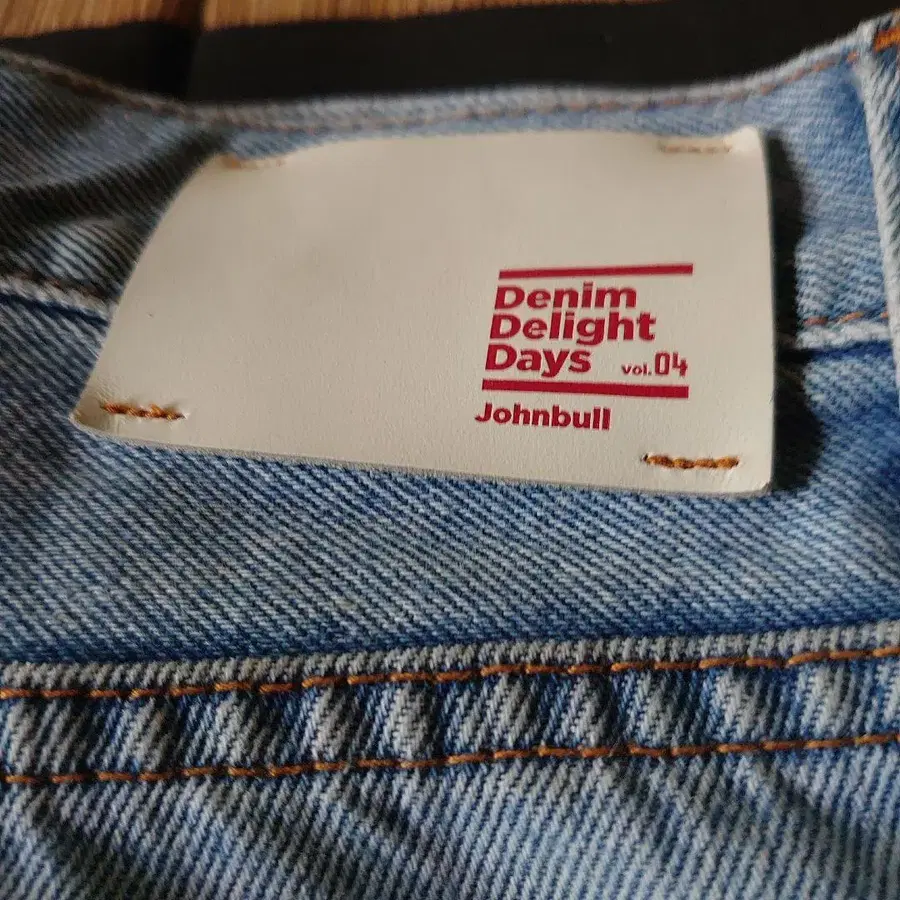 Denim
Delight
Days vol.04
Johnbull